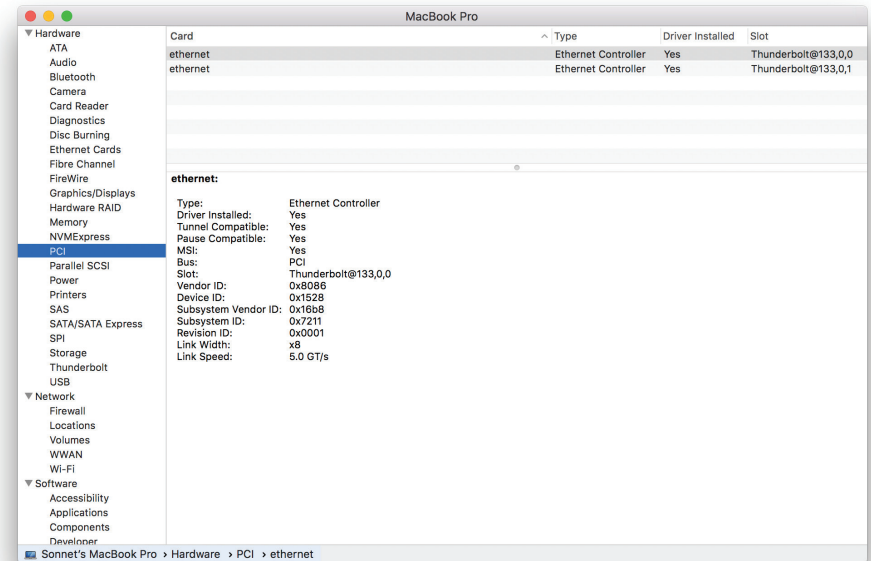 MacBook Pro
Hardware
ATA
Audio
Bluetooth
Camera
Card Reader
Diagnostics
Disc Burning
Ethernet Cards
Fibre Channel
FireWire
Graphics/Displays
Hardware RAID
Memory
NVMExpress
PCI
Parallel SCSI
Power
Printers
SAS
SATA/SATA Express
SPI
Storage
Thunderbolt
USB
Network
Firewall
Locations
Volumes
WWAN
Wi-Fi
Software
Accessibility
Applications
Components
Developer
Card Type Driver Installed Slot
ethernet Ethernet Controller Yes Thunderbolt@133,0,0
ethernet Ethernet Controller Yes Thunderbolt@133,0,1
ethernet:
Type: Ethernet Controller
Driver Installed: Yes
Tunnel Compatible: Yes
Pause Compatible: Yes
MSI: Yes
Bus: PCI
Slot: Thunderbolt@133,0,0
Vendor ID: 0x8086
Device ID: 0x1528
Subsystem Vendor ID: 0x16b8
Subsystem ID: 0x7211
Revision ID: 0x0001
Link Width: x8
Link Speed: 5.0 GT/s
Sonnet's MacBook Pro › Hardware › PCI › ethernet